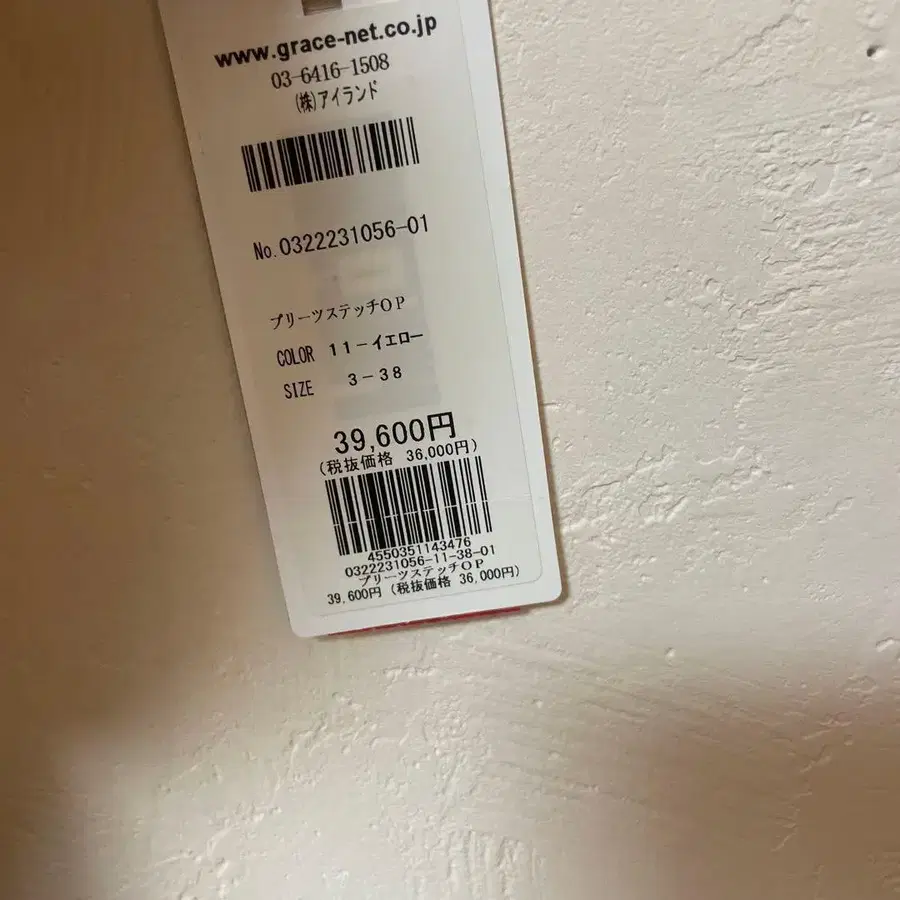 www.grace-net.co.jp
03-6416-1508
(株)アイランド
No.0322231056-01
プリーツステッチOP
COLOR 11-イエロー
SIZE 3-38
39,600円
(税抜価格 36,000円)
4550351143476
0322231056-11-38-01
プリーツステッチOP
39,600円 (税抜価格 36,000円)